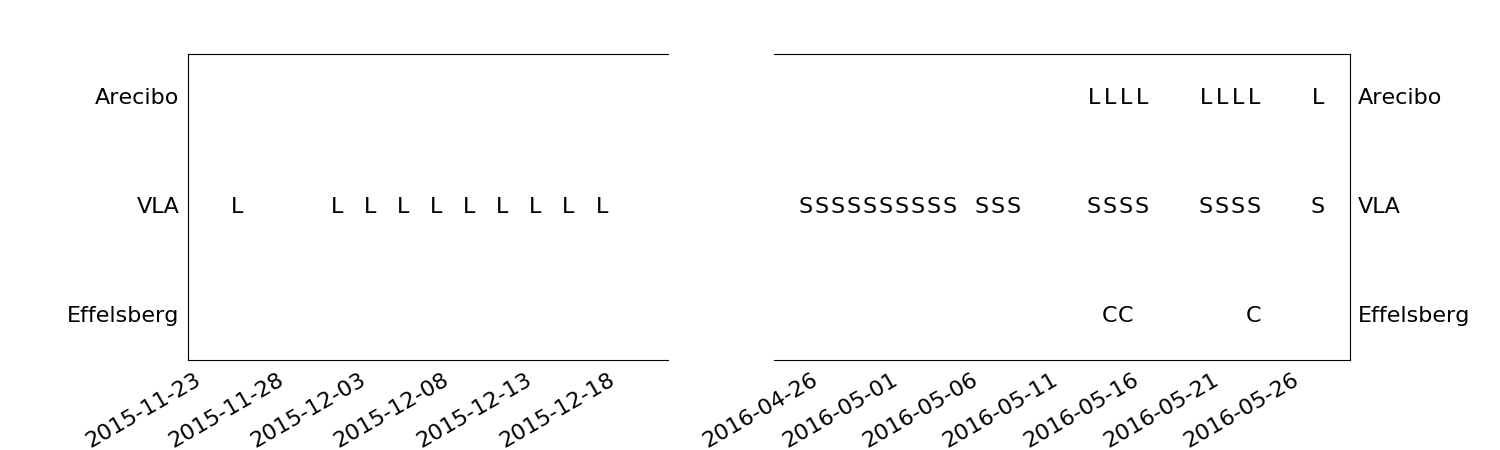 Arecibo LLLL LLLL L Arecibo
VLA L L L L L L L L L L SSSSSSSSSS SSS SSSS SSSS S VLA
Effelsberg CC C Effelsberg
2015-11-23 2015-11-28 2015-12-03 2015-12-08 2015-12-13 2015-12-18 2016-04-26 2016-05-01 2016-05-06 2016-05-11 2016-05-16 2016-05-21 2016-05-26